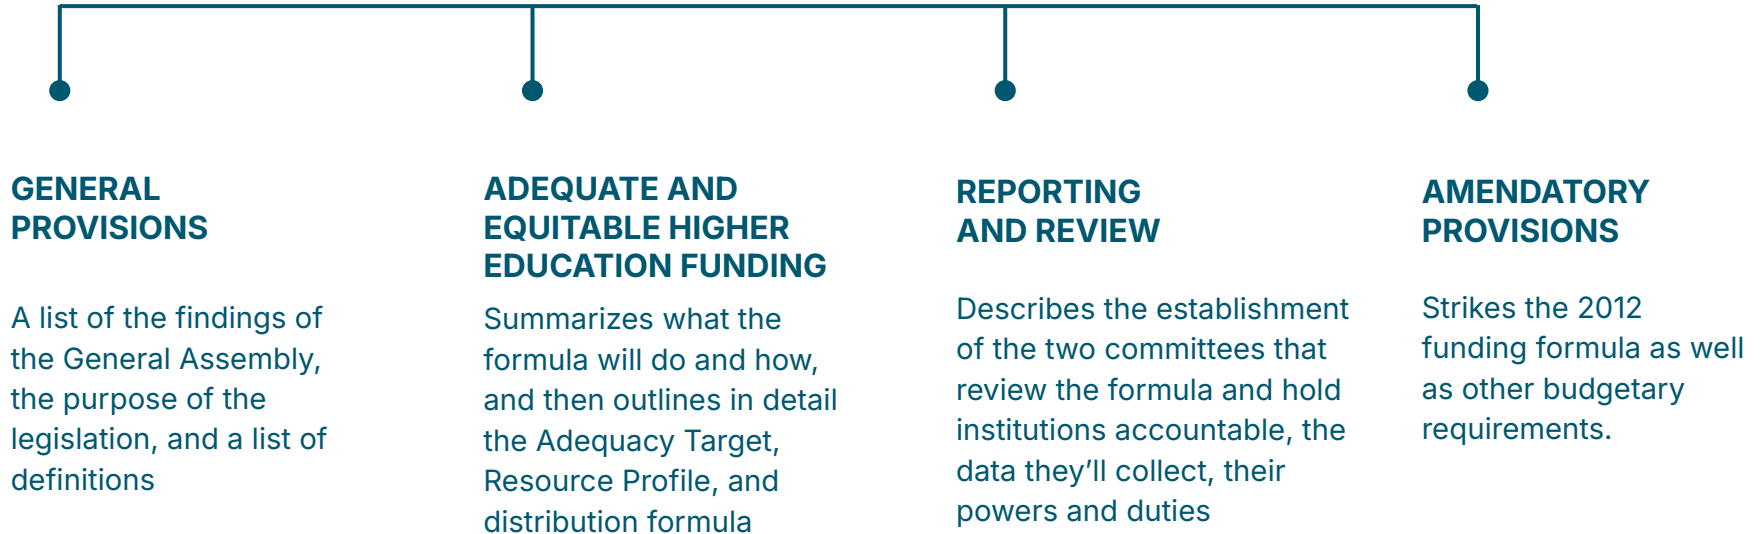 GENERAL
PROVISIONS
A list of the findings of
the General Assembly,
the purpose of the
legislation, and a list of
definitions
ADEQUATE AND
EQUITABLE HIGHER
EDUCATION FUNDING
Summarizes what the
formula will do and how,
and then outlines in detail
the Adequacy Target,
Resource Profile, and
distribution formula
REPORTING
AND REVIEW
Describes the establishment
of the two committees that
review the formula and hold
institutions accountable, the
data they’ll collect, their
powers and duties
AMENDATORY
PROVISIONS
Strikes the 2012
funding formula as well
as other budgetary
requirements.